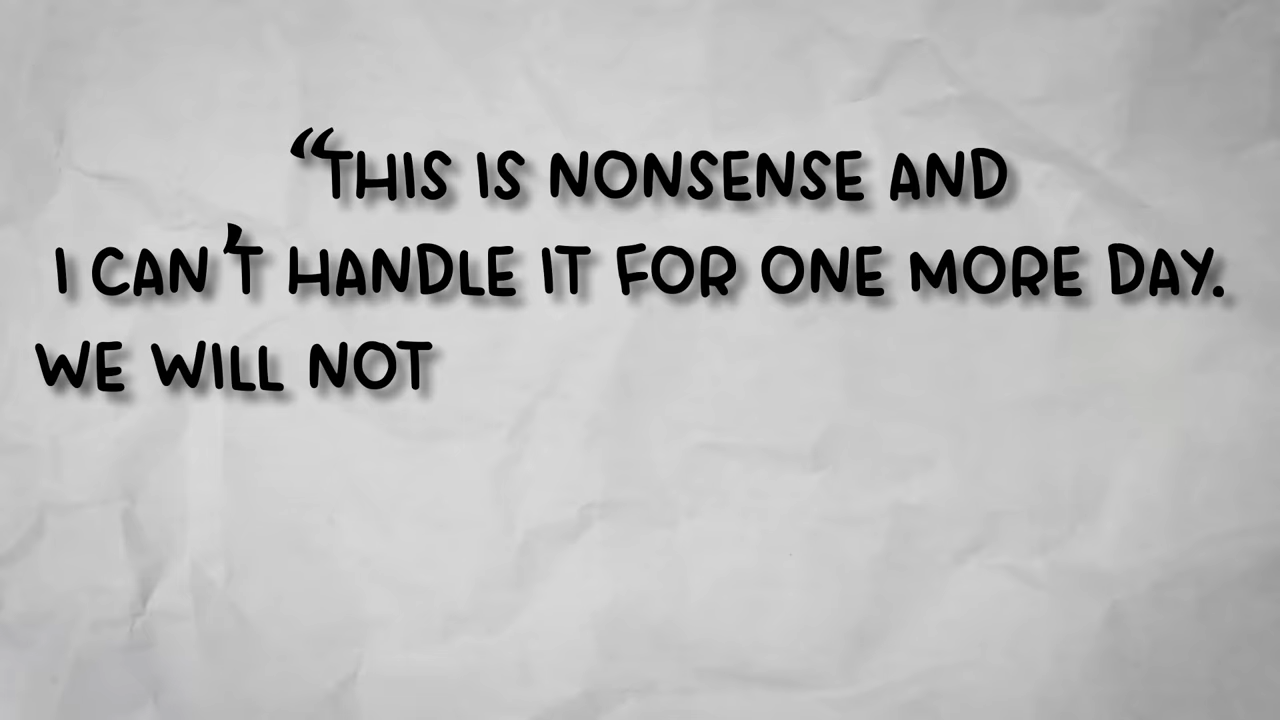 “THIS IS NONSENSE AND
I CAN'T HANDLE IT FOR ONE MORE DAY.
WE WILL NOT